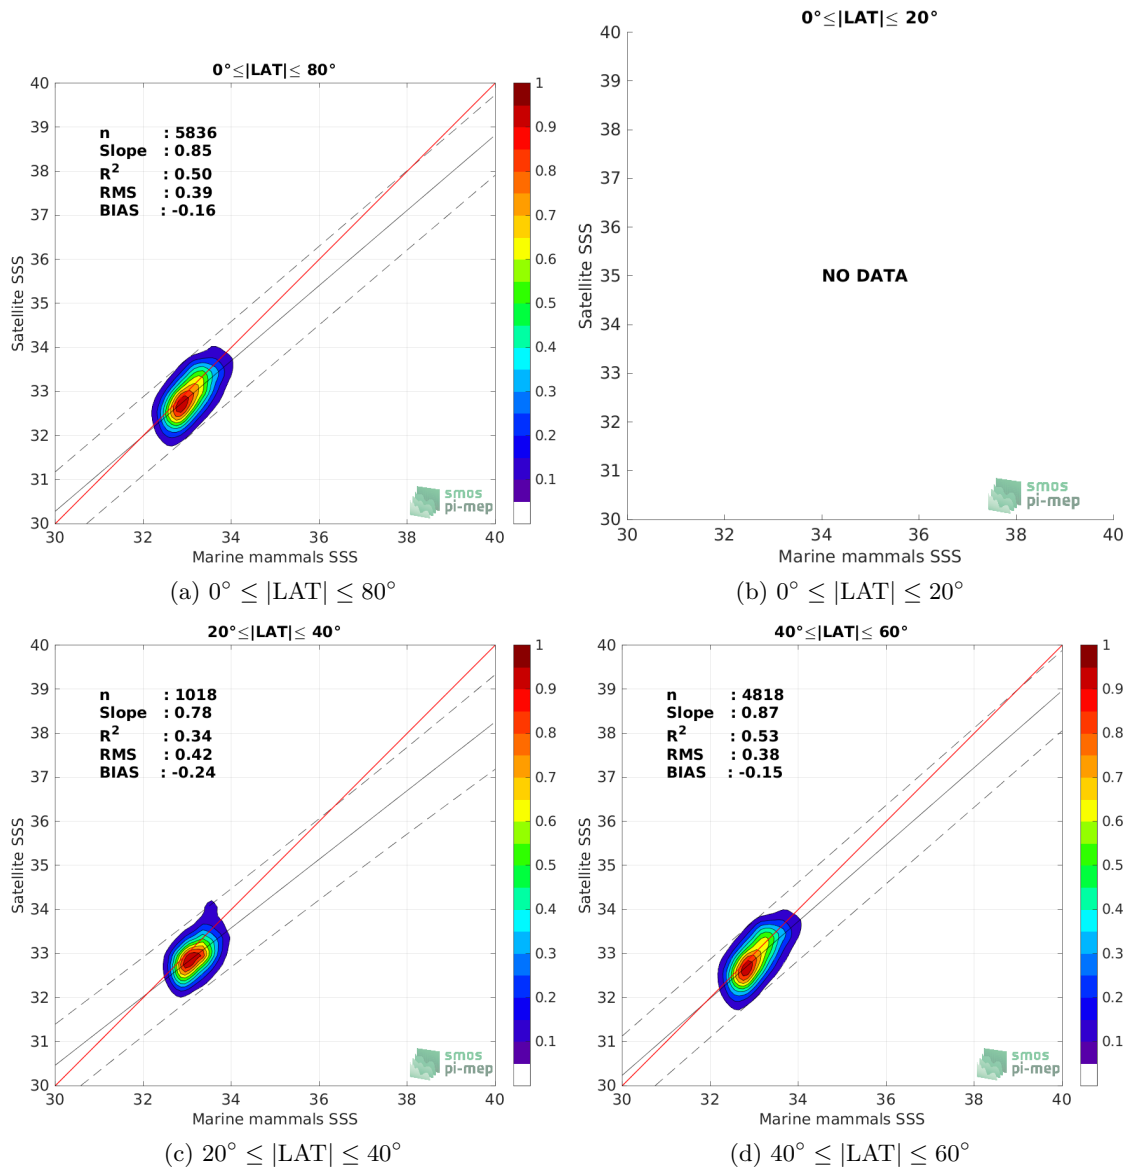 0°≤|LAT|≤ 80°
40
39
38
37
36
35
34
33
32
31
30
Satellite SSS
n : 5836
Slope : 0.85
R² : 0.50
RMS : 0.39
BIAS : -0.16
smos
pi-mep
30 32 34 36 38 40
Marine mammals SSS
1
0.9
0.8
0.7
0.6
0.5
0.4
0.3
0.2
0.1
(a) 0° ≤ |LAT| ≤ 80°
0°≤|LAT|≤ 20°
40
39
38
37
36
35
34
33
32
31
30
Satellite SSS
NO DATA
smos
pi-mep
30 32 34 36 38 40
Marine mammals SSS
(b) 0° ≤ |LAT| ≤ 20°
20°≤|LAT|≤ 40°
40
39
38
37
36
35
34
33
32
31
30
Satellite SSS
n : 1018
Slope : 0.78
R² : 0.34
RMS : 0.42
BIAS : -0.24
smos
pi-mep
30 32 34 36 38 40
Marine mammals SSS
1
0.9
0.8
0.7
0.6
0.5
0.4
0.3
0.2
0.1
(c) 20° ≤ |LAT| ≤ 40°
40°≤|LAT|≤ 60°
40
39
38
37
36
35
34
33
32
31
30
Satellite SSS
n : 4818
Slope : 0.87
R² : 0.53
RMS : 0.38
BIAS : -0.15
smos
pi-mep
30 32 34 36 38 40
Marine mammals SSS
1
0.9
0.8
0.7
0.6
0.5
0.4
0.3
0.2
0.1
(d) 40° ≤ |LAT| ≤ 60°